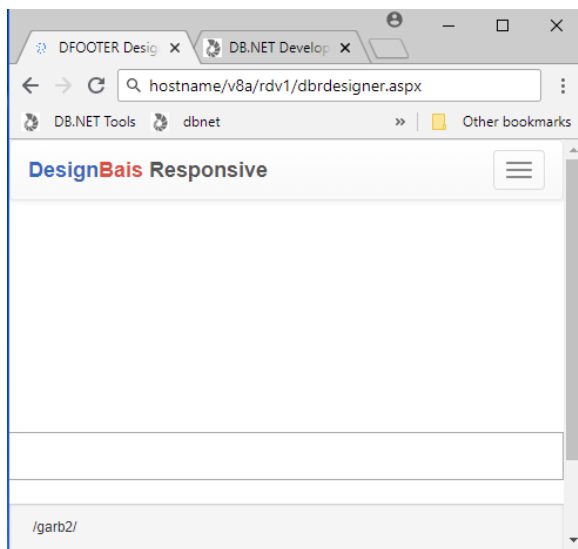 DFOOTER Desig
DB.NET Develop
hostname/v8a/rdv1/dbrdesigner.aspx
DB.NET Tools
dbnet
»
Other bookmarks
DesignBais Responsive
/garb2/